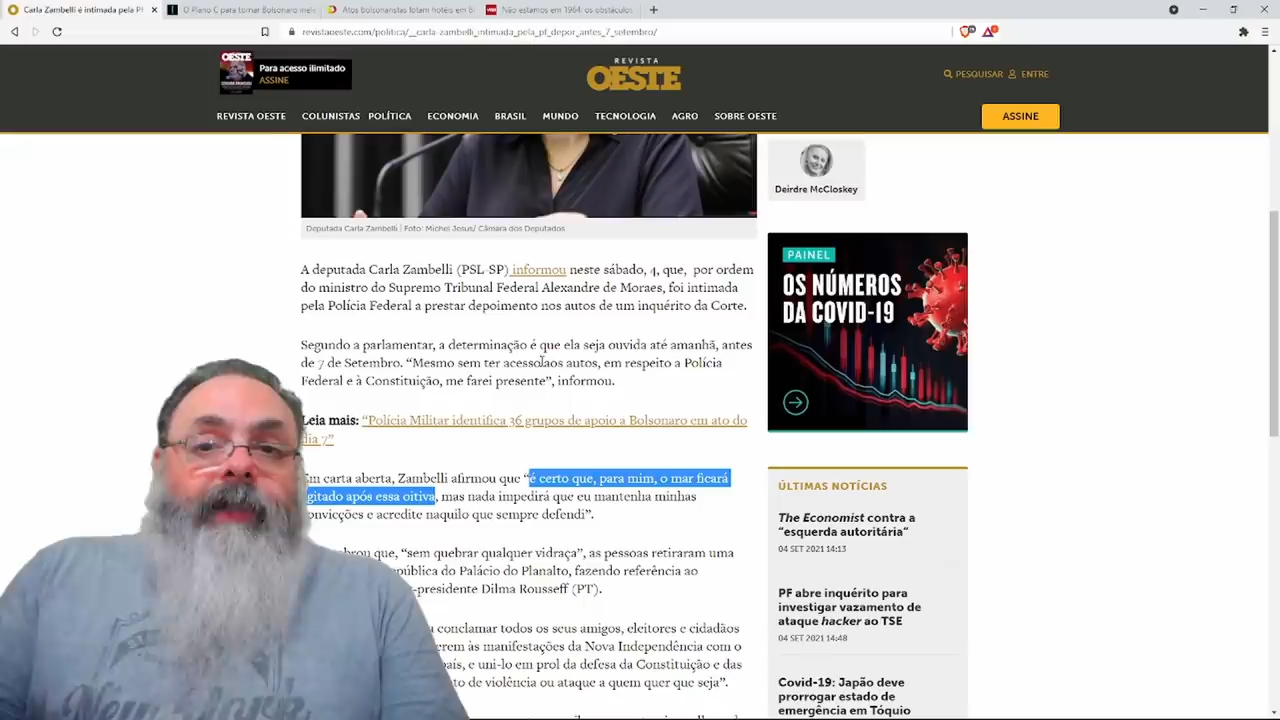 Carla Zambelli é intimada pela PF
O Plano C para tornar Bolsonaro inele
Atos bolsonaristas lotam hotéis em B
Não estamos em 1964: os obstáculos
revistaoeste.com/politica/__carla-zambelli_intimada_pela_pf_depor_antes_7_setembro/
OESTE
Para acesso ilimitado
ASSINE
REVISTA
OESTE
PESQUISAR
ENTRE
REVISTA OESTE
COLUNISTAS
POLÍTICA
ECONOMIA
BRASIL
MUNDO
TECNOLOGIA
AGRO
SOBRE OESTE
ASSINE
Deputada Carla Zambelli | Foto: Michel Jesus/ Câmara dos Deputados
A deputada Carla Zambelli (PSL-SP) informou neste sábado, 4, que, por ordem
do ministro do Supremo Tribunal Federal Alexandre de Moraes, foi intimada
pela Polícia Federal a prestar depoimento nos autos de um inquérito da Corte.
Segundo a parlamentar, a determinação é que ela seja ouvida até amanhã, antes
de 7 de Setembro. “Mesmo sem ter acesso aos autos, em respeito a Polícia
Federal e à Constituição, me farei presente”, informou.
Leia mais: “Polícia Militar identifica 36 grupos de apoio a Bolsonaro em ato do
dia 7”
Em carta aberta, Zambelli afirmou que “é certo que, para mim, o mar ficará
gitado após essa oitiva, mas nada impedirá que eu mantenha minhas
onvicções e acredite naquilo que sempre defendi”.
brou que, “sem quebrar qualquer vidraça”, as pessoas retiraram uma
pública do Palácio do Planalto, fazendo referência ao
-presidente Dilma Rousseff (PT).
conclamar todos os seus amigos, eleitores e cidadãos
erem às manifestações da Nova Independência com o
país, e uni-lo em prol da defesa da Constituição e das
to de violência ou ataque a quem quer que seja”.
Deirdre McCloskey
PAINEL
OS NÚMEROS
DA COVID-19
ÚLTIMAS NOTÍCIAS
The Economist contra a
“esquerda autoritária”
04 SET 2021 14:13
PF abre inquérito para
investigar vazamento de
ataque hacker ao TSE
04 SET 2021 14:48
Covid-19: Japão deve
prorrogar estado de
emergência em Tóquio